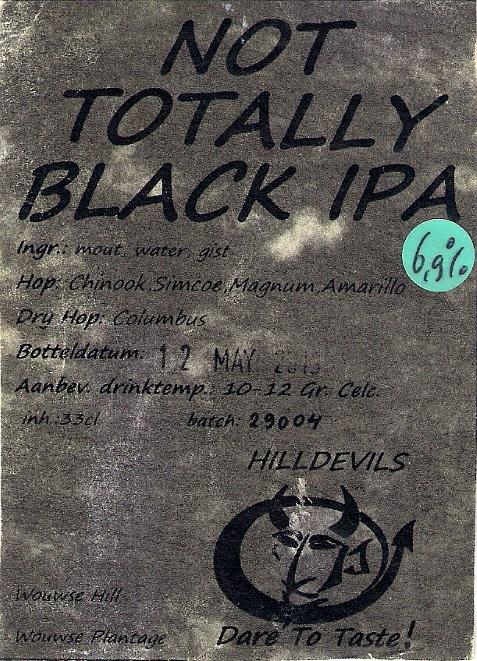 NOT
TOTALLY
BLACK IPA
6,9%
Ingr.: mout, water, gist
Hop: Chinook,Simcoe,Magnum,Amarillo
Dry Hop: Columbus
Botteldatum: 12 MAY
Aanbev. drinktemp.: 10-12 Gr. Celc.
inh.:33cl. batch: 29004
HILLDEVILS
Wouwse Hill
Wouwse Plantage
Dare To Taste!